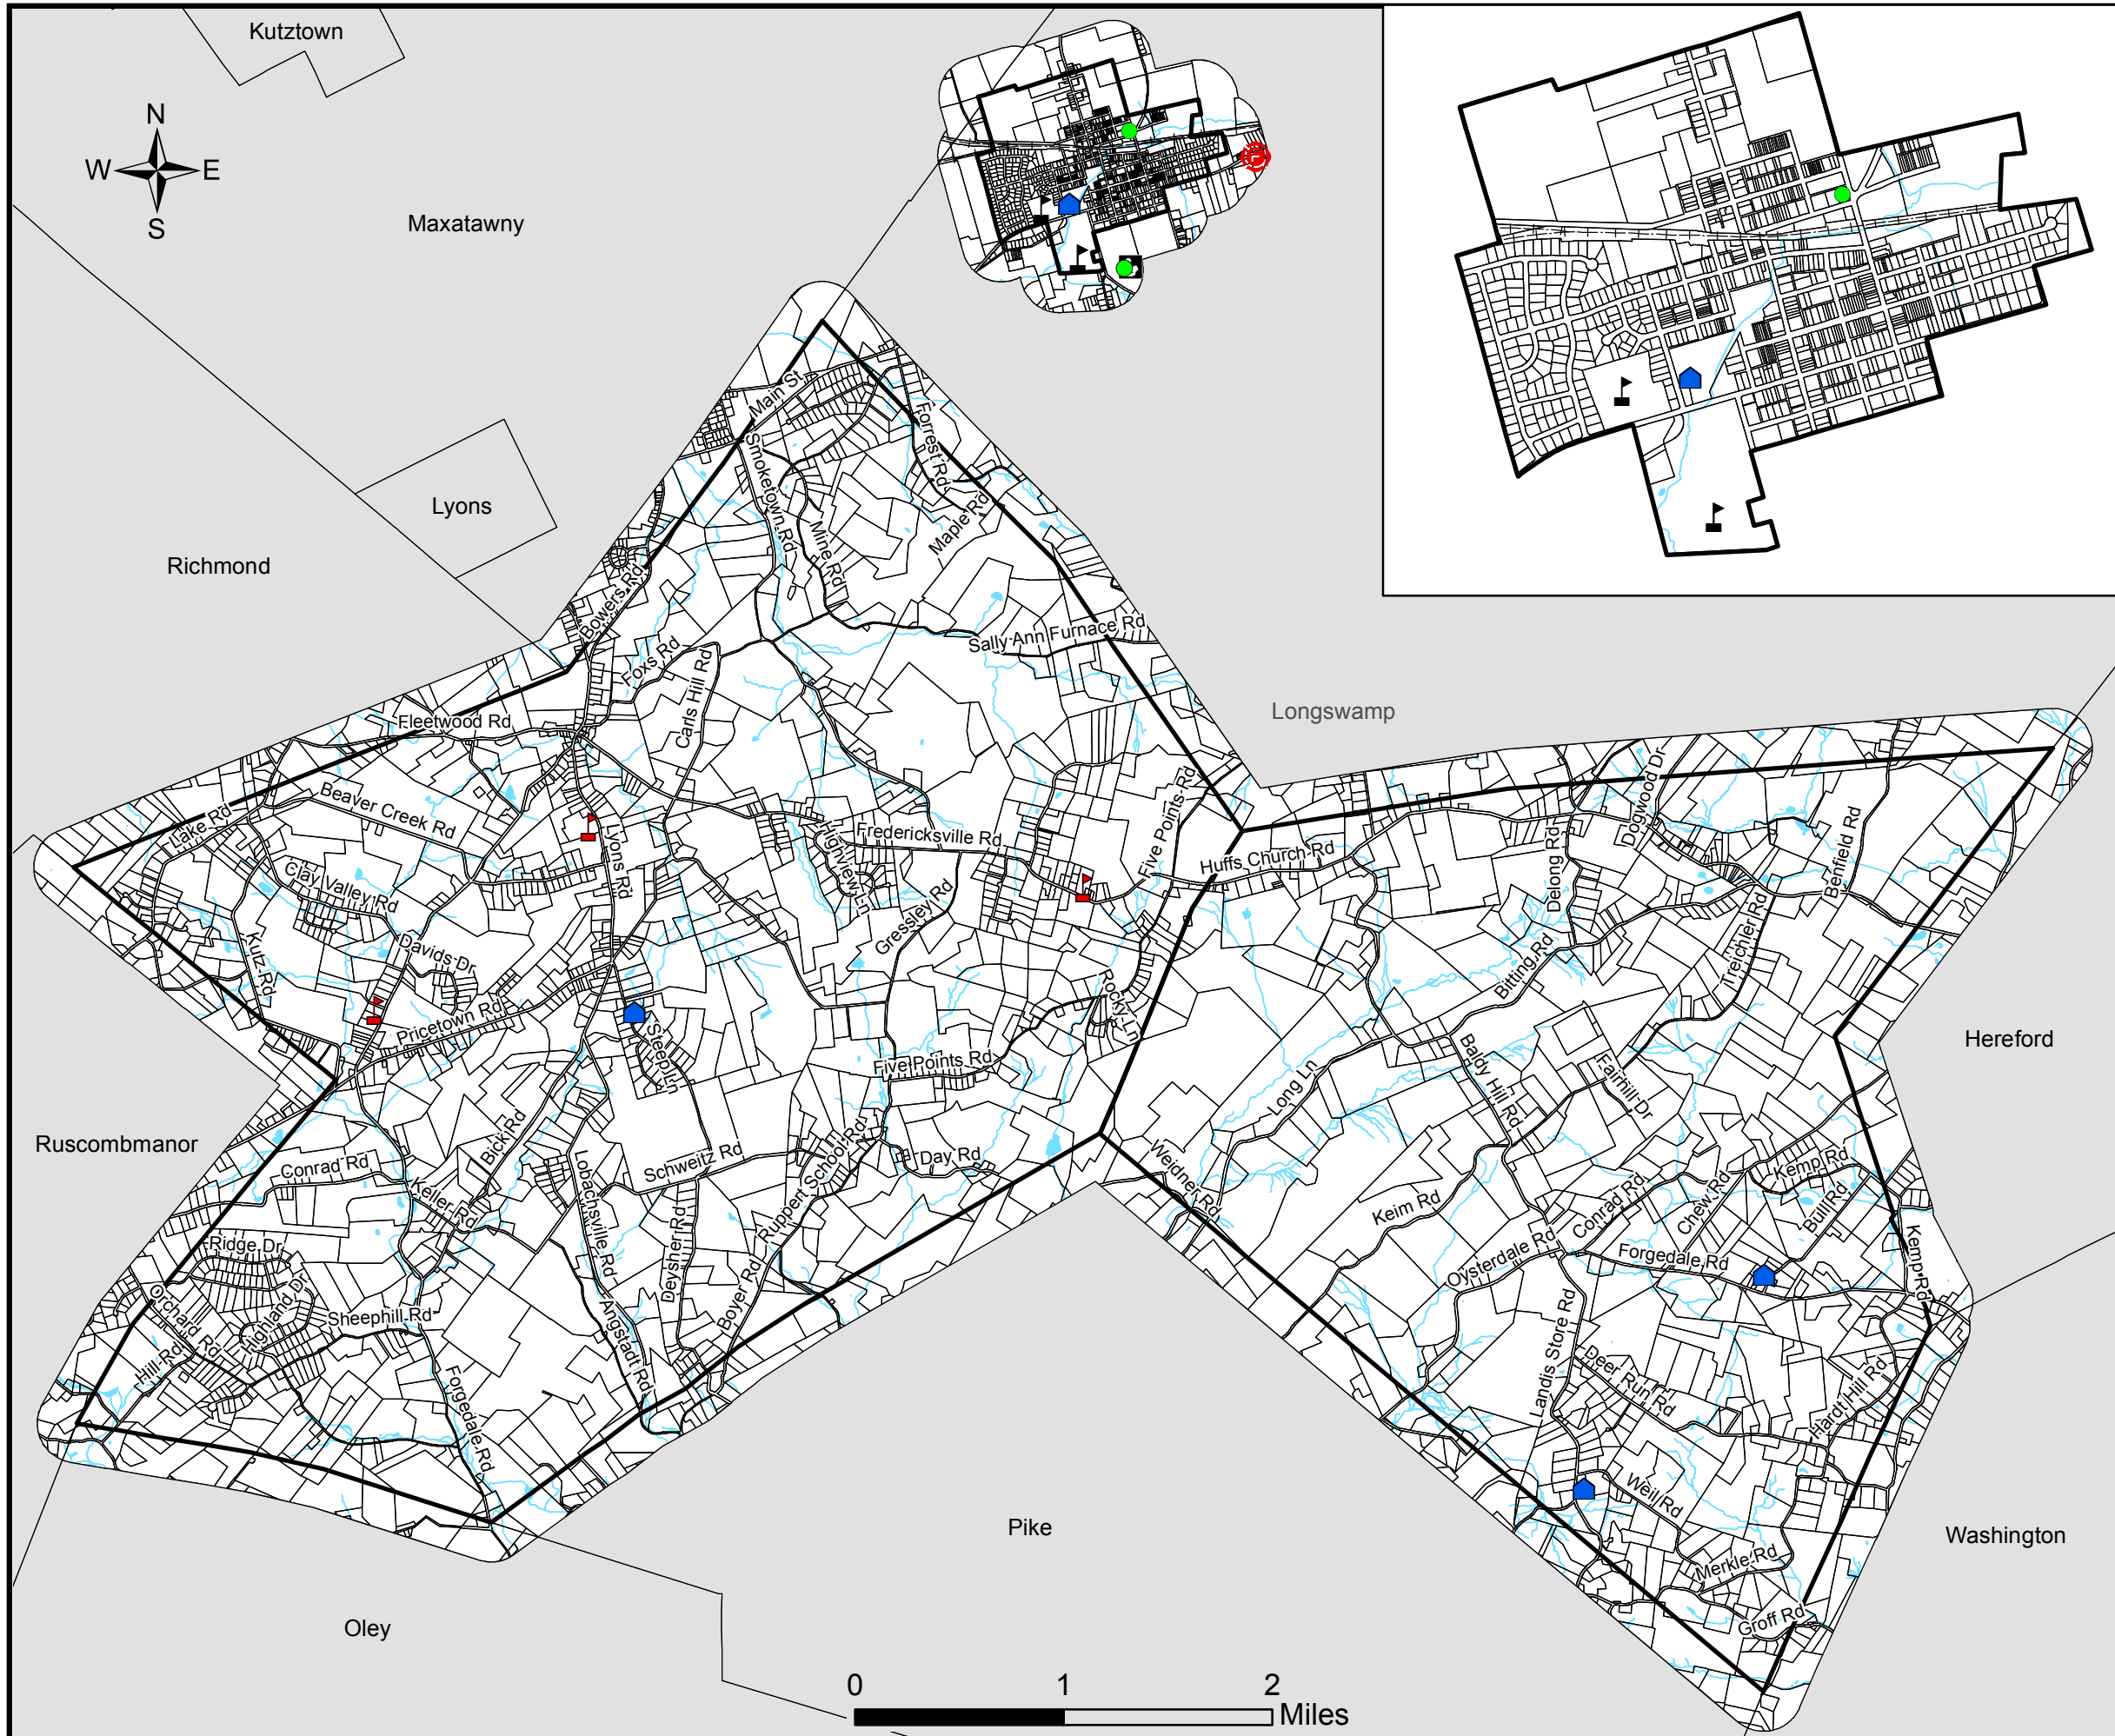 Kutztown
N
W
E
S
Maxatawny
Lyons
Richmond
Main St
Forrest Rd
Smoketown Rd
Maple Rd
Mine Rd
Bowers Rd
Sally Ann Furnace Rd
Foxs Rd
Carls Hill Rd
Longswamp
Fleetwood Rd
Dogwood Dr
Beaver Creek Rd
Lake Rd
Five Points Rd
Fredericksville Rd
Highview Ln
Huffs Church Rd
Benfield Rd
Lyons Rd
Delong Rd
Clay Valley Rd
Gressley Rd
Treichler Rd
Davids Dr
Kutz Rd
Bitting Rd
Rocky Ln
Pricetown Rd
Hereford
Steep Ln
Five Points Rd
Baldy Hill Rd
Fairhill Dr
Long Ln
Ruscombmanor
Bick Rd
Ruppert School Rd
Day Rd
Schweitz Rd
Weidner Rd
Conrad Rd
Kemp Rd
Keller Rd
Lobachsville Rd
Keim Rd
Conrad Rd
Chew Rd
Bull Rd
Ridge Dr
Deysher Rd
Oysterdale Rd
Forgedale Rd
Kemp Rd
Orchard Rd
Highland Dr
Sheephill Rd
Boyer Rd
Angstadt Rd
Hill Rd
Landis Store Rd
Deer Run Rd
Hardt Hill Rd
Forgedale Rd
Weil Rd
Pike
Washington
Merkle Rd
Groff Rd
Oley
0
1
2
Miles